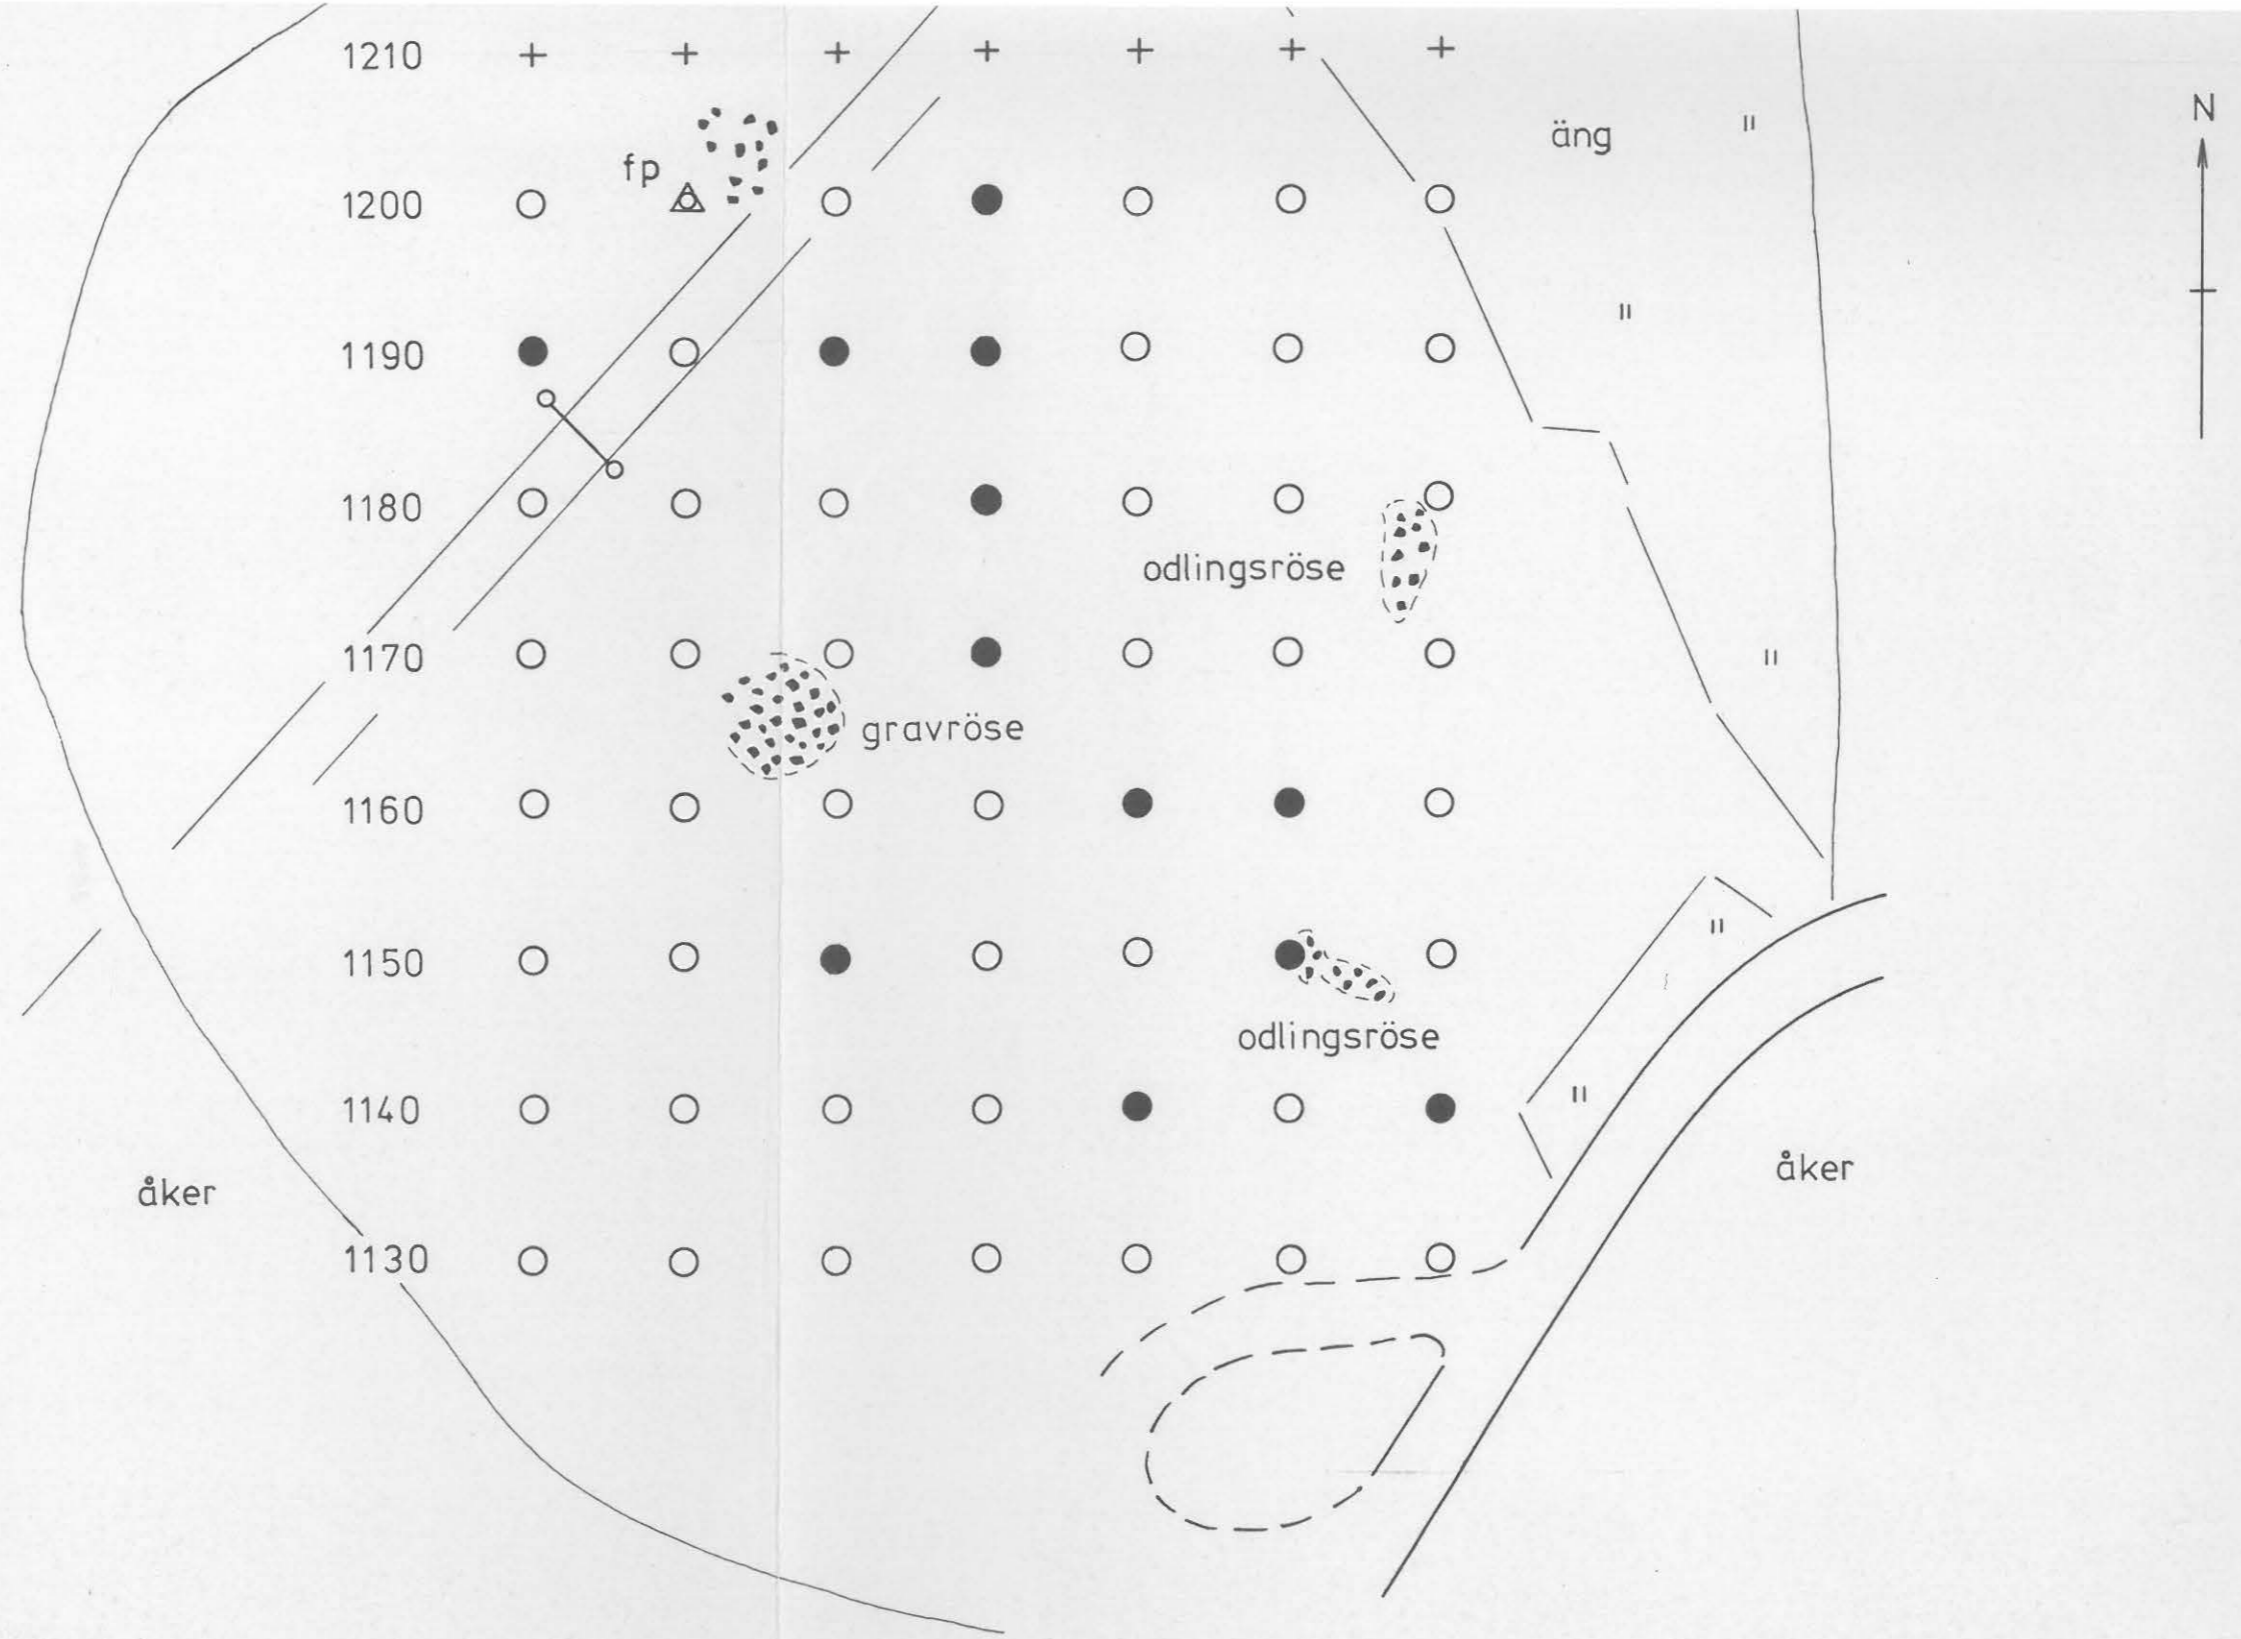 1210
äng
N
fp
1200
1190
1180
odlingsröse
1170
gravröse
1160
1150
odlingsröse
1140
åker
åker
1130